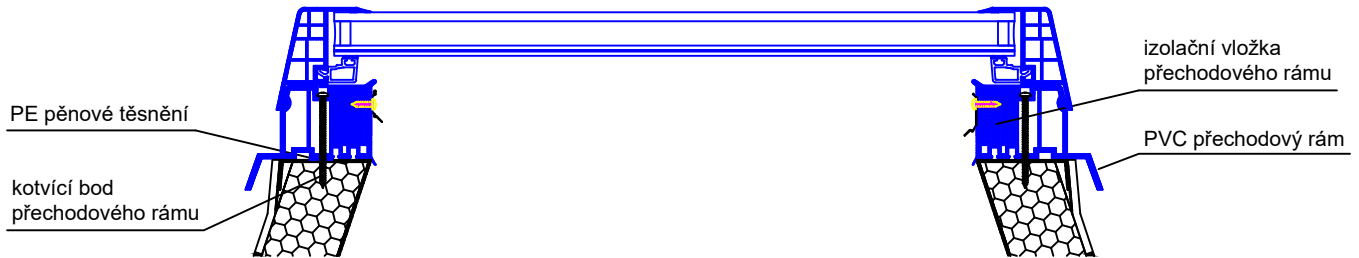 PE pěnové těsnění
kotvící bod
přechodového rámu
izolační vložka
přechodového rámu
PVC přechodový rám